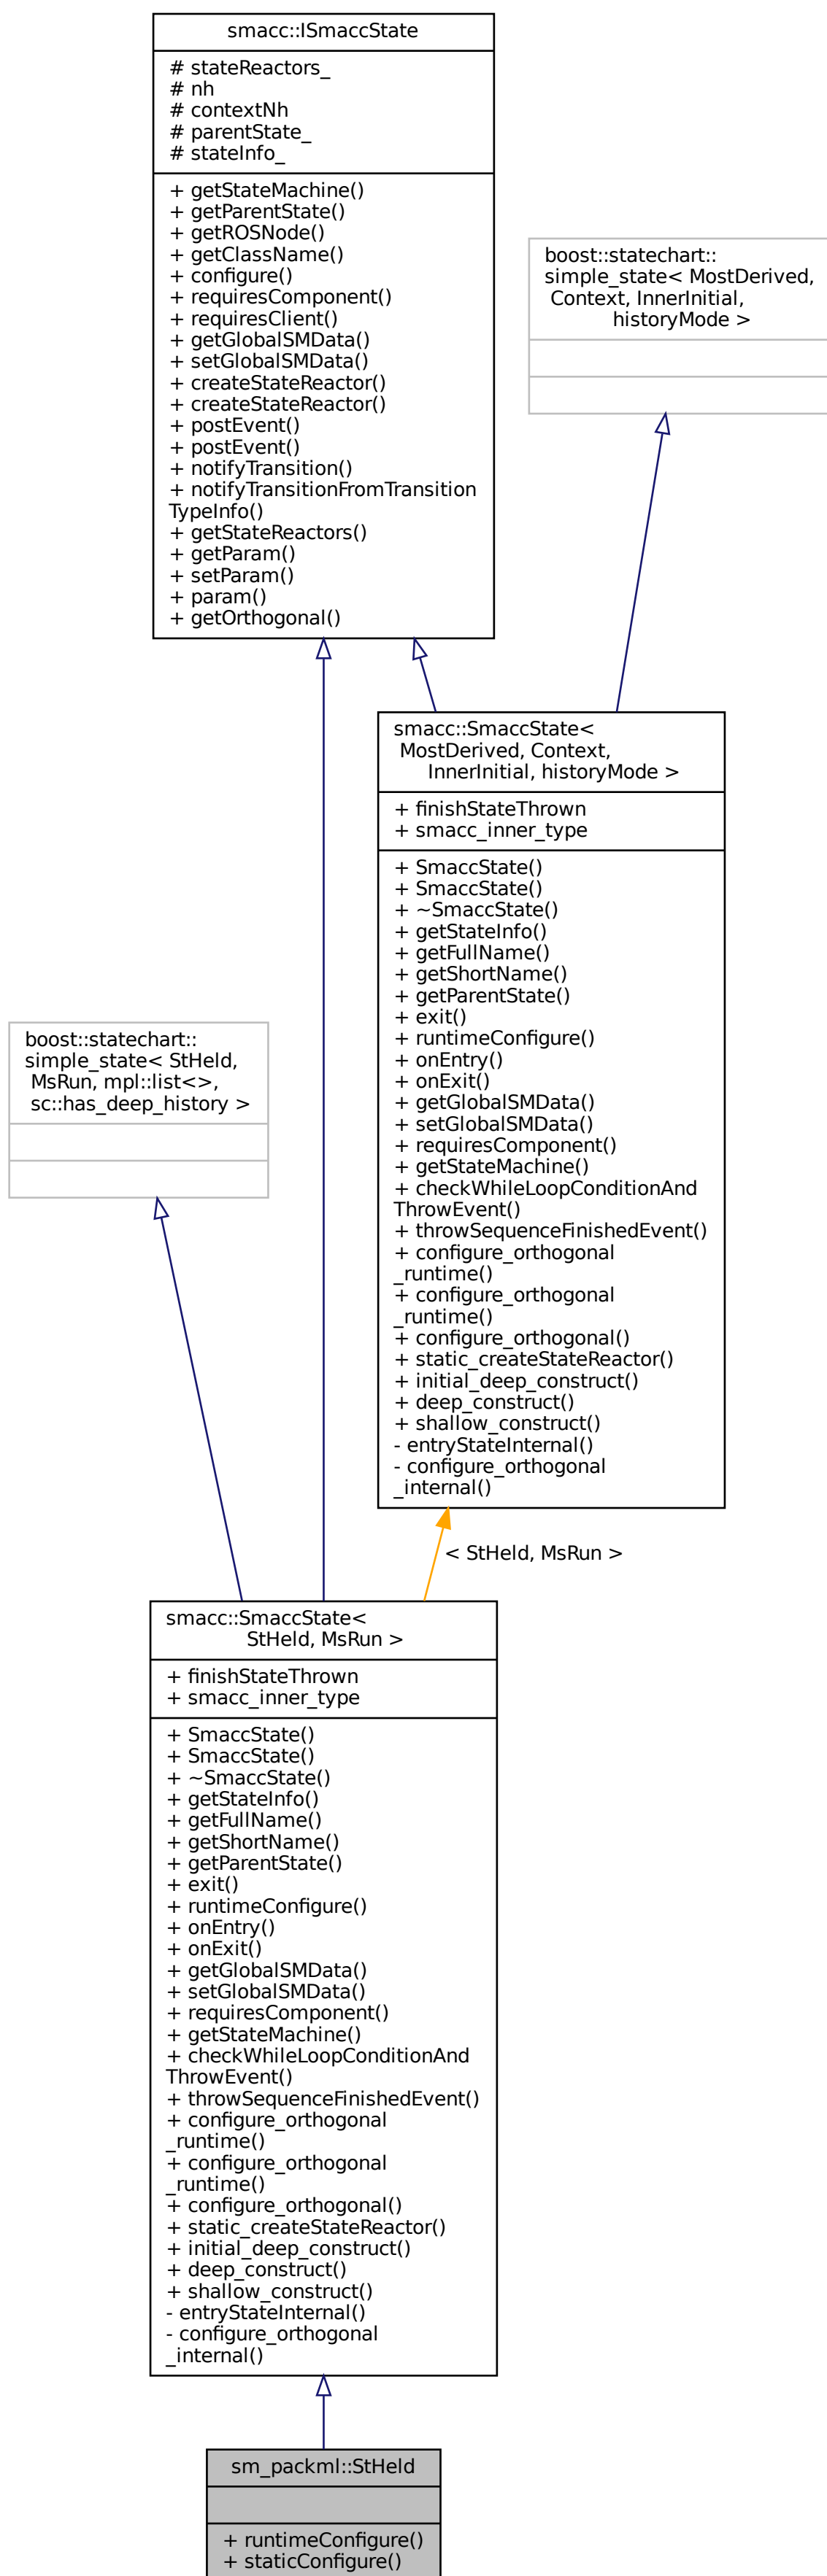 smacc::ISmaccState
# stateReactors_
# nh
# contextNh
# parentState_
# stateInfo_
+ getStateMachine()
+ getParentState()
+ getROSNode()
+ getClassName()
+ configure()
+ requiresComponent()
+ requiresClient()
+ getGlobalSMData()
+ setGlobalSMData()
+ createStateReactor()
+ createStateReactor()
+ postEvent()
+ postEvent()
+ notifyTransition()
+ notifyTransitionFromTransition
TypeInfo()
+ getStateReactors()
+ getParam()
+ setParam()
+ param()
+ getOrthogonal()
boost::statechart::
simple_state< MostDerived,
Context, InnerInitial,
historyMode >
smacc::SmaccState<
MostDerived, Context,
InnerInitial, historyMode >
+ finishStateThrown
+ smacc_inner_type
+ SmaccState()
+ SmaccState()
+ ~SmaccState()
+ getStateInfo()
+ getFullName()
+ getShortName()
+ getParentState()
+ exit()
+ runtimeConfigure()
+ onEntry()
+ onExit()
+ getGlobalSMData()
+ setGlobalSMData()
+ requiresComponent()
+ getStateMachine()
+ checkWhileLoopConditionAnd
ThrowEvent()
+ throwSequenceFinishedEvent()
+ configure_orthogonal
_runtime()
+ configure_orthogonal
_runtime()
+ configure_orthogonal()
+ static_createStateReactor()
+ initial_deep_construct()
+ deep_construct()
+ shallow_construct()
- entryStateInternal()
- configure_orthogonal
_internal()
boost::statechart::
simple_state< StHeld,
MsRun, mpl::list<>,
sc::has_deep_history >
< StHeld, MsRun >
smacc::SmaccState<
StHeld, MsRun >
+ finishStateThrown
+ smacc_inner_type
+ SmaccState()
+ SmaccState()
+ ~SmaccState()
+ getStateInfo()
+ getFullName()
+ getShortName()
+ getParentState()
+ exit()
+ runtimeConfigure()
+ onEntry()
+ onExit()
+ getGlobalSMData()
+ setGlobalSMData()
+ requiresComponent()
+ getStateMachine()
+ checkWhileLoopConditionAnd
ThrowEvent()
+ throwSequenceFinishedEvent()
+ configure_orthogonal
_runtime()
+ configure_orthogonal
_runtime()
+ configure_orthogonal()
+ static_createStateReactor()
+ initial_deep_construct()
+ deep_construct()
+ shallow_construct()
- entryStateInternal()
- configure_orthogonal
_internal()
sm_packml::StHeld
+ runtimeConfigure()
+ staticConfigure()